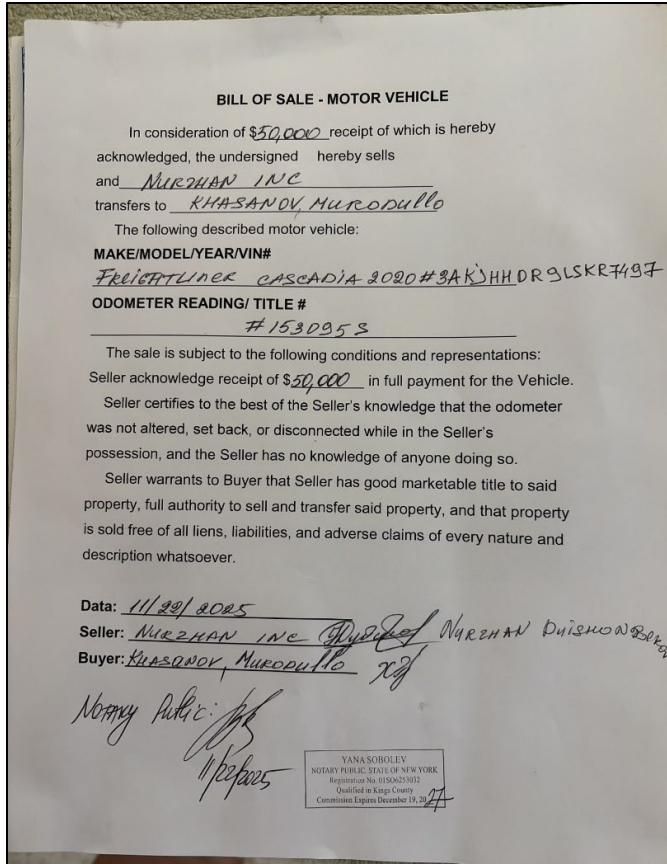 BILL OF SALE - MOTOR VEHICLE
In consideration of $50,000 receipt of which is hereby
acknowledged, the undersigned hereby sells
and NURZHAN INC
transfers to KHASANOV, MURODULLO
The following described motor vehicle:
MAKE/MODEL/YEAR/VIN#
FREIGHTLINER CASCADIA 2020 #3AKJHHDR9LSKR7497
ODOMETER READING/ TITLE #
#1530953
The sale is subject to the following conditions and representations:
Seller acknowledge receipt of $50,000 in full payment for the Vehicle.
Seller certifies to the best of the Seller's knowledge that the odometer
was not altered, set back, or disconnected while in the Seller's
possession, and the Seller has no knowledge of anyone doing so.
Seller warrants to Buyer that Seller has good marketable title to said
property, full authority to sell and transfer said property, and that property
is sold free of all liens, liabilities, and adverse claims of every nature and
description whatsoever.
Data: 11/22/2025
Seller: NURZHAN INC NURZHAN
Buyer: KHASANOV, MURODULLO
Notary Public:
11/22/2025
YANA SOBOLEV
NOTARY PUBLIC, STATE OF NEW YORK
Registration No. 01SO6253032
Qualified in Kings County
Commission Expires December 19, 2027